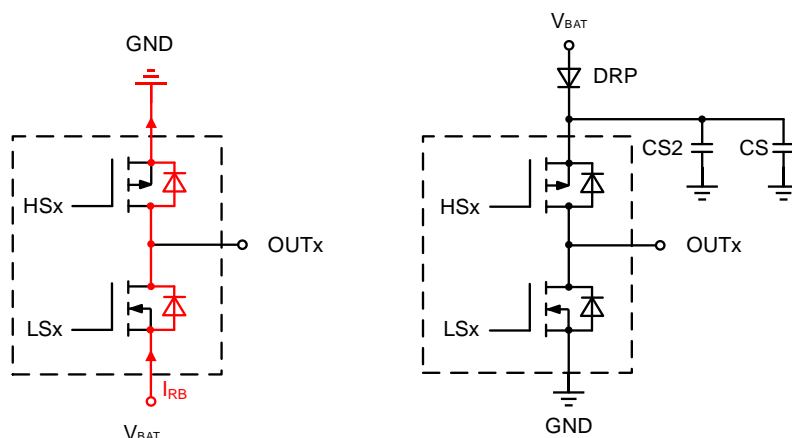 GND
HSx
OUTx
LSx
IRB
VBAT
VBAT
DRP
CS2
CS
HSx
OUTx
LSx
GND